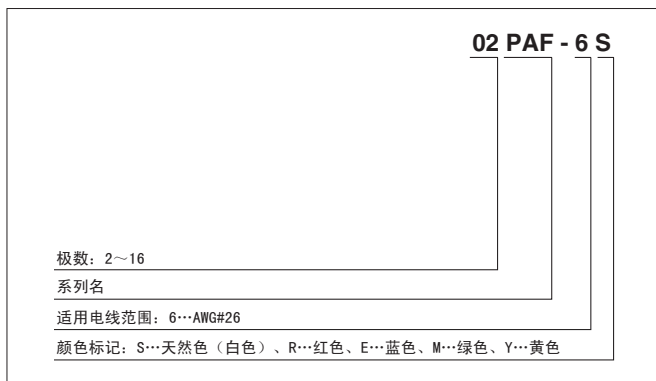 02 PAF - 6 S
极数：2～16
系列名
适用电线范围：6…AWG#26
颜色标记：S…天然色（白色）、R…红色、E…蓝色、M…绿色、Y…黄色